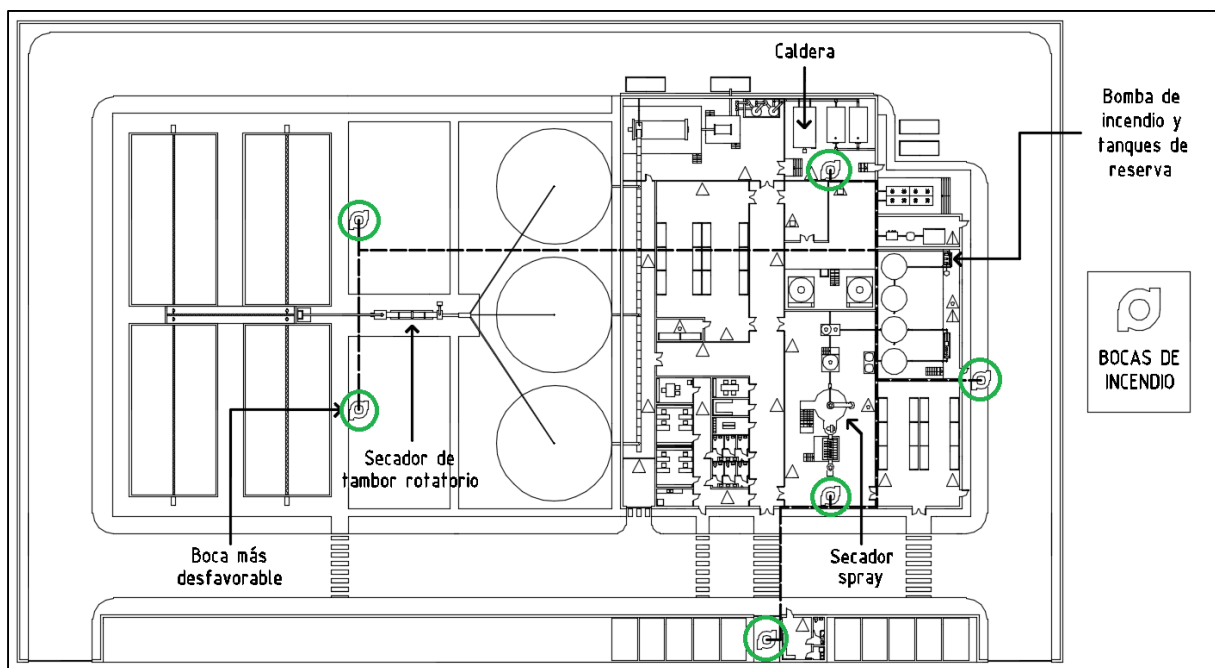 Caldera
Bomba de
incendio y
tanques de
reserva
BOCAS DE
INCENDIO
Secador de
tambor rotatorio
Boca más
desfavorable
Secador
spray